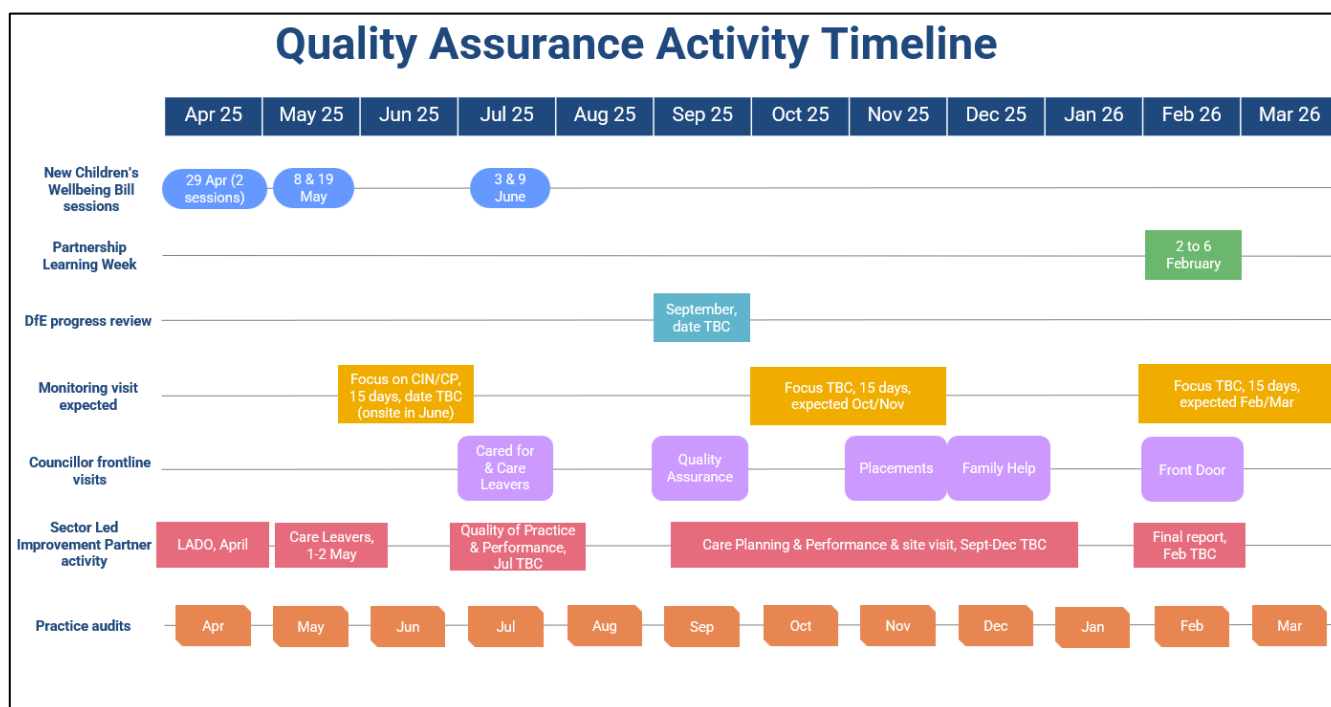 Quality Assurance Activity Timeline
Apr 25
May 25
Jun 25
Jul 25
Aug 25
Sep 25
Oct 25
Nov 25
Dec 25
Jan 26
Feb 26
Mar 26
New Children's
Wellbeing Bill
sessions
29 Apr (2
sessions)
8 & 19
May
3 & 9
June
Partnership
Learning Week
2 to 6
February
DfE progress review
September,
date TBC
Monitoring visit
expected
Focus on CIN/CP,
15 days, date TBC
(onsite in June)
Focus TBC, 15 days,
expected Oct/Nov
Focus TBC, 15 days,
expected Feb/Mar
Councillor frontline
visits
Cared for
& Care
Leavers
Quality
Assurance
Placements
Family Help
Front Door
Sector Led
Improvement Partner
activity
LADO, April
Care Leavers,
1-2 May
Quality of Practice
& Performance,
Jul TBC
Care Planning & Performance & site visit, Sept-Dec TBC
Final report,
Feb TBC
Practice audits
Apr
May
Jun
Jul
Aug
Sep
Oct
Nov
Dec
Jan
Feb
Mar